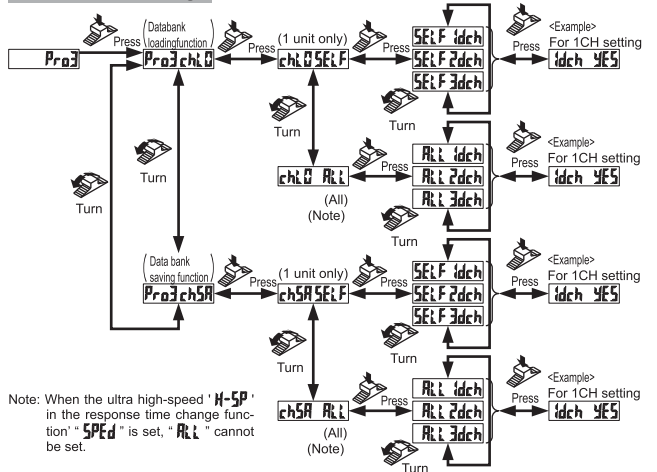 (Databank
loadingfunction)
Press
Pro3
Pro3 chLO
Press
(1 unit only)
chLO SELF
Press
SELF 1dch
SELF 2dch
SELF 3dch
Turn
Press
<Example>
For 1CH setting
1dch YES
Turn
Turn
Turn
chLO ALL
(All)
(Note)
Press
ALL 1dch
ALL 2dch
ALL 3dch
Turn
Press
<Example>
For 1CH setting
1dch YES
(Data bank
saving function)
Pro3 chSA
Press
(1 unit only)
chSA SELF
Press
SELF 1dch
SELF 2dch
SELF 3dch
Turn
Press
<Example>
For 1CH setting
1dch YES
Turn
chSA ALL
(All)
(Note)
Press
ALL 1dch
ALL 2dch
ALL 3dch
Turn
Press
<Example>
For 1CH setting
1dch YES
Note: When the ultra high-speed ' H-SP '
in the response time change func-
tion' “ SPEd ” is set, “ ALL ” cannot
be set.